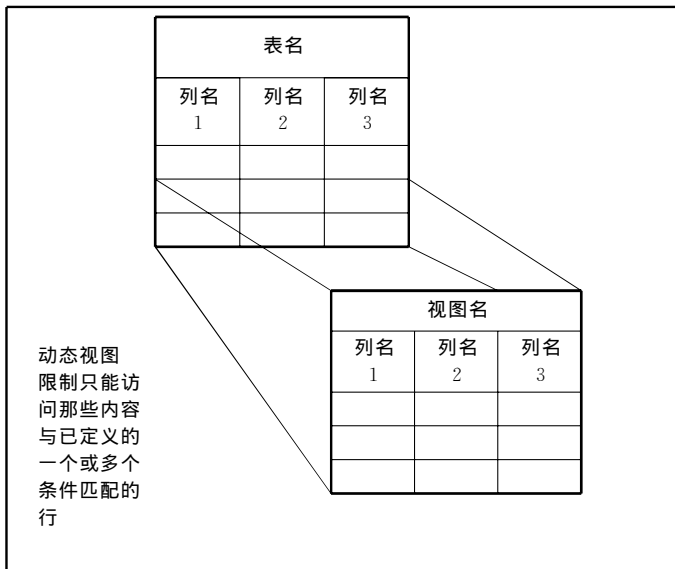 表名
列名 列名 列名
1 2 3
视图名
列名 列名 列名
1 2 3
动态视图
限制只能访
问那些内容
与已定义的
一个或多个
条件匹配的
行